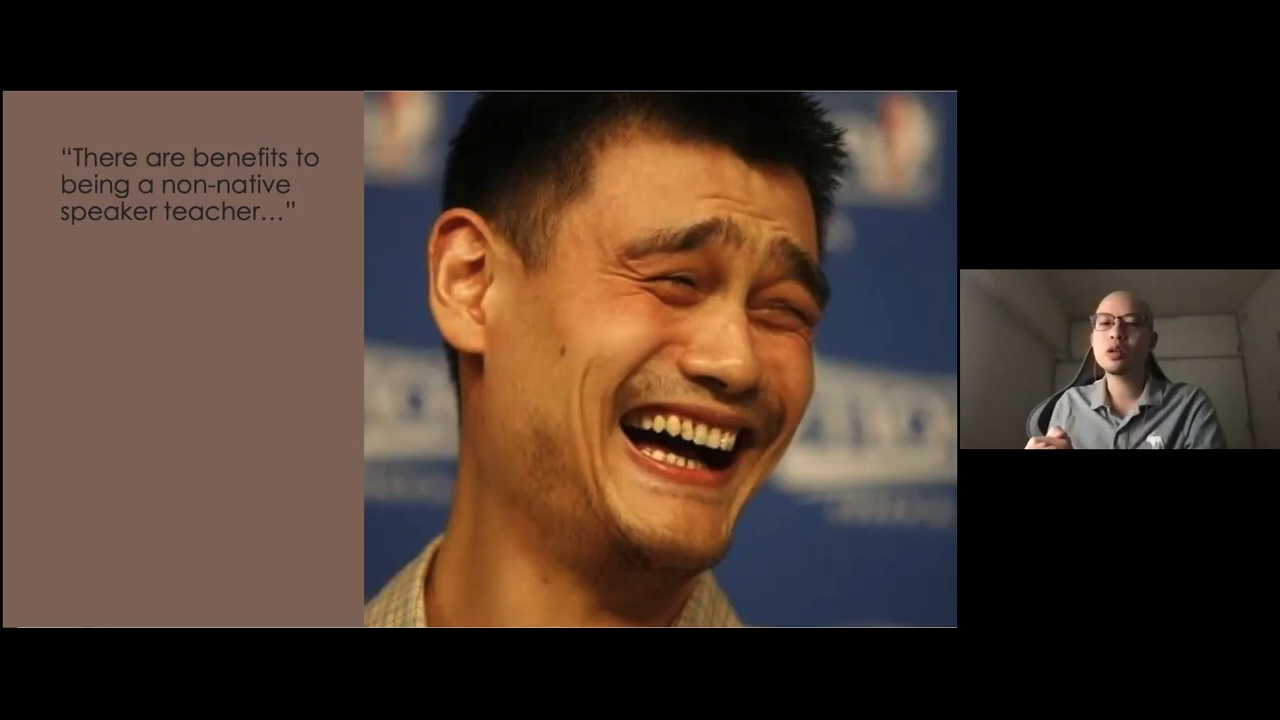 “There are benefits to
being a non-native
speaker teacher…”